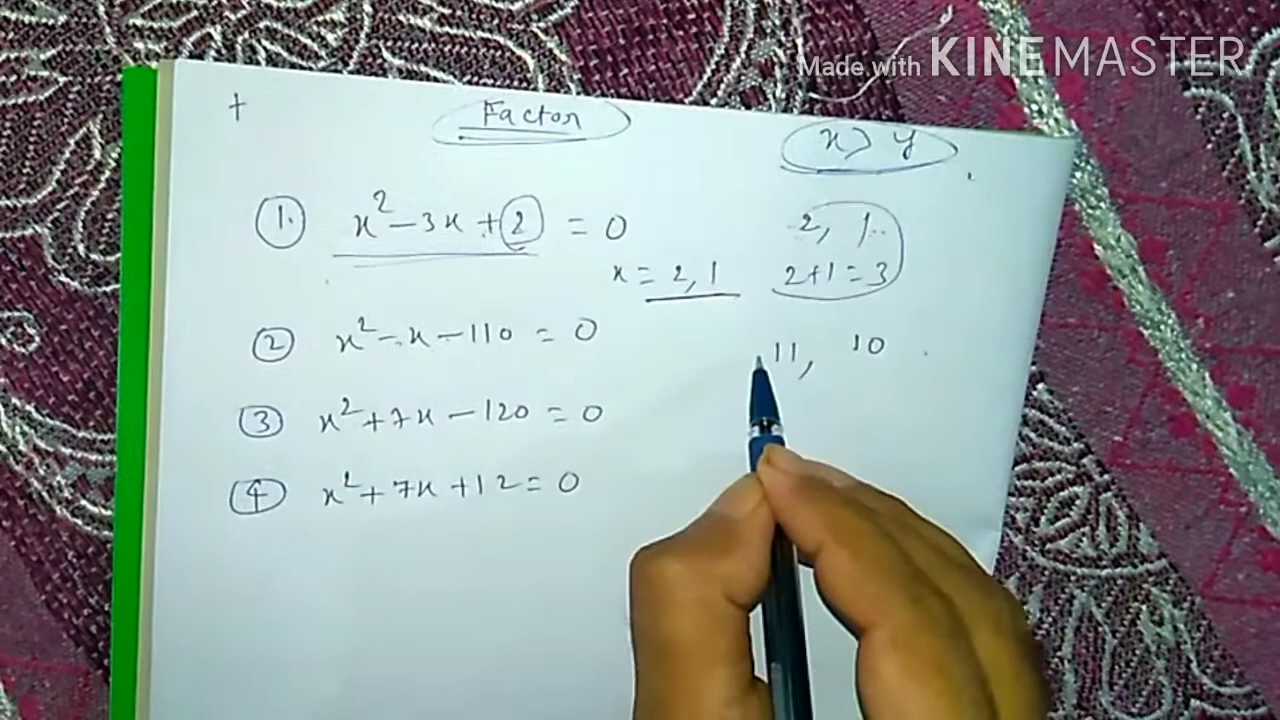 Made with KINEMASTER
+ Factor x > y
① x² - 3x + 2 = 0 2, 1
x = 2, 1 2+1=3
② x² - x - 110 = 0 11, 10
③ x² + 7x - 120 = 0
④ x² + 7x + 12 = 0